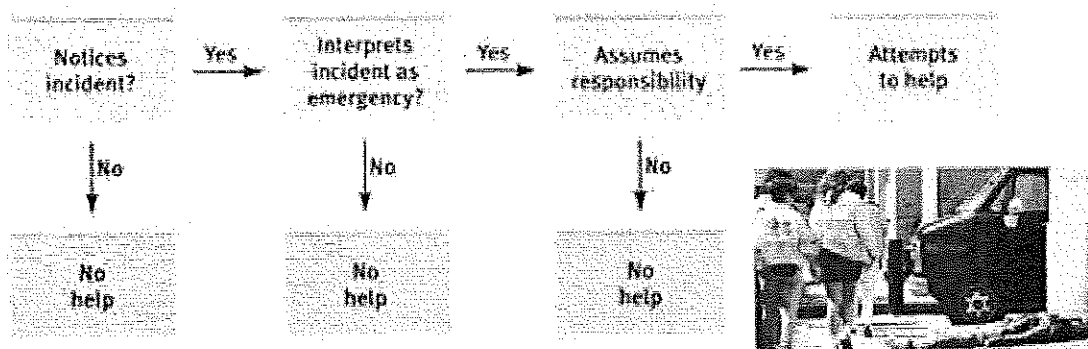 Notices
incident?
Yes
Interprets
incident as
emergency?
Yes
Assumes
responsibility
Yes
Attempts
to help
No
No
No
No
help
No
help
No
help